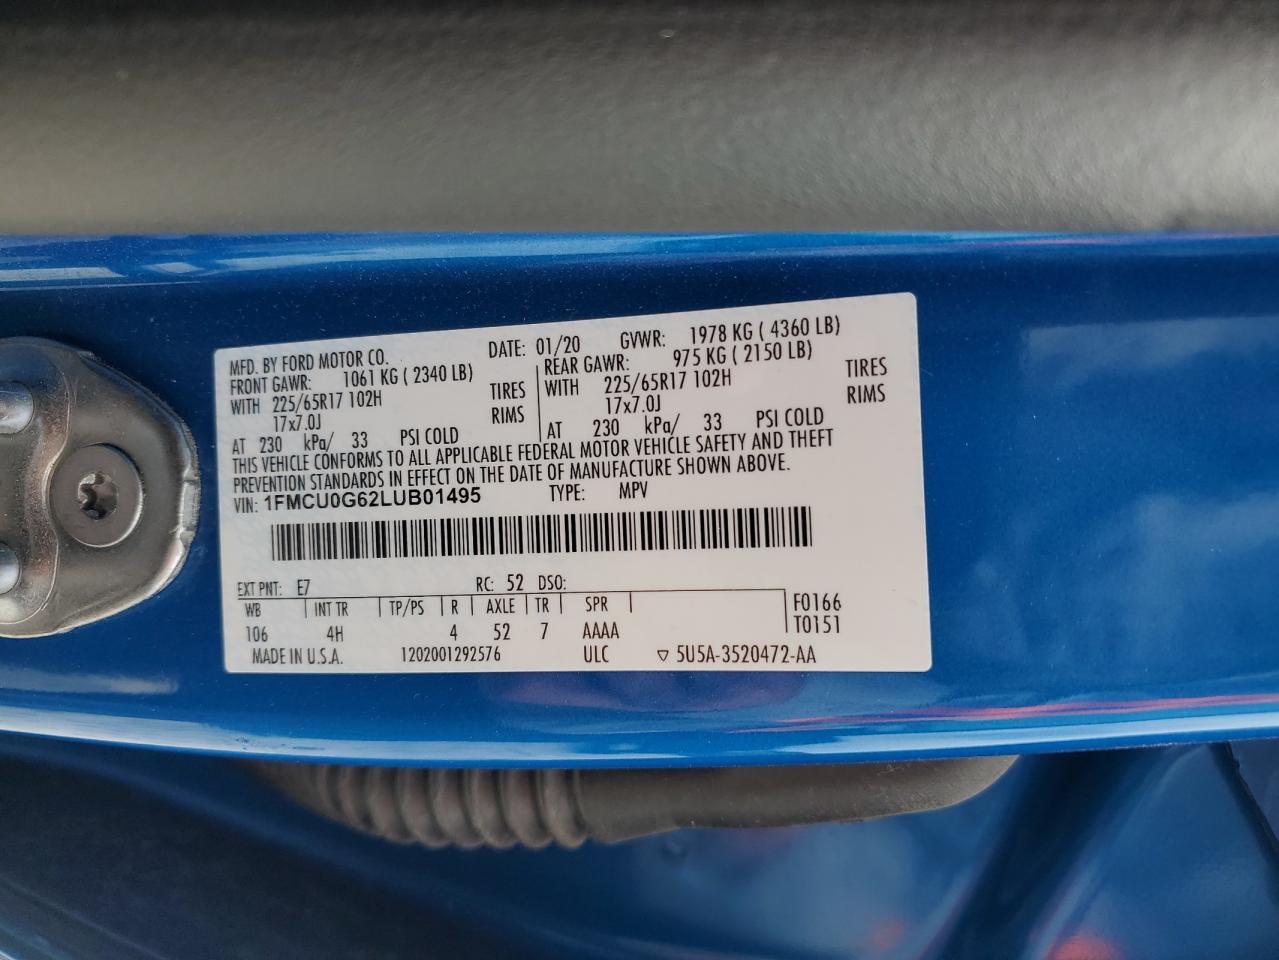 MFD. BY FORD MOTOR CO. DATE: 01/20 GVWR: 1978 KG ( 4360 LB)
FRONT GAWR: 1061 KG ( 2340 LB) REAR GAWR: 975 KG ( 2150 LB)
WITH 225/65R17 102H TIRES WITH 225/65R17 102H TIRES
17x7.0J RIMS 17x7.0J RIMS
AT 230 kPa/ 33 PSI COLD AT 230 kPa/ 33 PSI COLD
THIS VEHICLE CONFORMS TO ALL APPLICABLE FEDERAL MOTOR VEHICLE SAFETY AND THEFT
PREVENTION STANDARDS IN EFFECT ON THE DATE OF MANUFACTURE SHOWN ABOVE.
VIN: 1FMCU0G62LUB01495 TYPE: MPV
EXT PNT: E7 RC: 52 DSO:
WB INT TR TP/PS R AXLE TR SPR F0166
106 4H 4 52 7 AAAA T0151
MADE IN U.S.A. 1202001292576 ULC ▽ 5U5A-3520472-AA